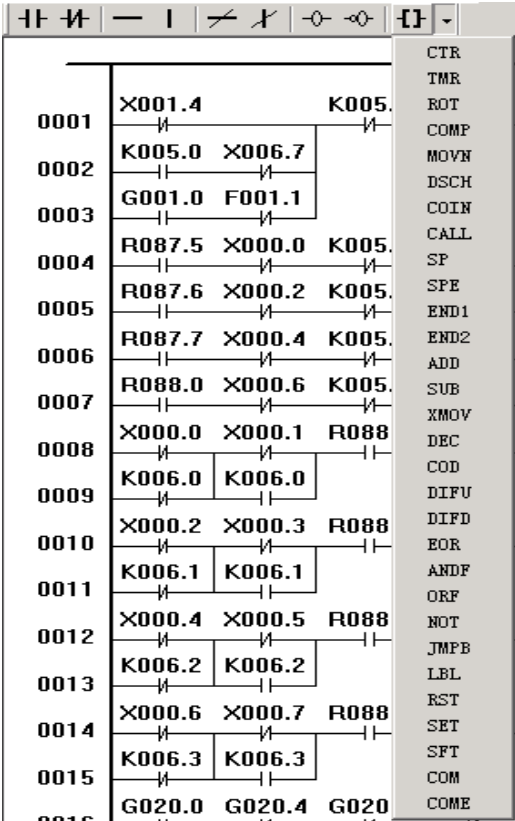 CTR
TMR
ROT
COMP
MOVN
DSCH
COIN
CALL
SP
SPE
END1
END2
ADD
SUB
XMOV
DEC
COD
DIFU
DIFD
EOR
ANDF
ORF
NOT
JMPB
LBL
RST
SET
SFT
COM
COME
X001.4 K005.
0001
K005.0 X006.7
0002
G001.0 F001.1
0003
R087.5 X000.0 K005.
0004
R087.6 X000.2 K005.
0005
R087.7 X000.4 K005.
0006
R088.0 X000.6 K005.
0007
X000.0 X000.1 R088
0008
K006.0 K006.0
0009
X000.2 X000.3 R088
0010
K006.1 K006.1
0011
X000.4 X000.5 R088
0012
K006.2 K006.2
0013
X000.6 X000.7 R088
0014
K006.3 K006.3
0015
G020.0 G020.4 G020